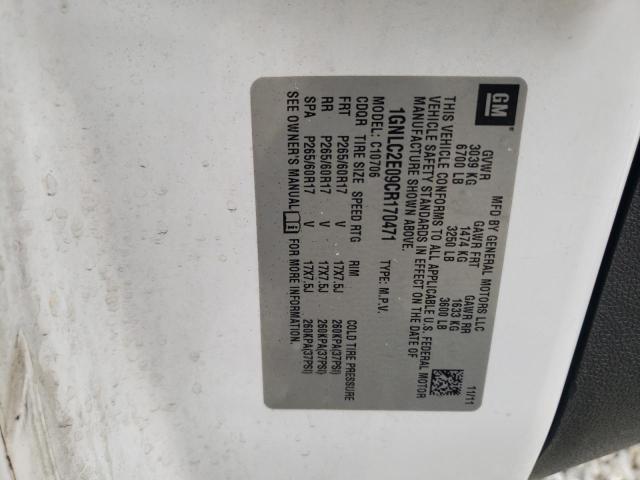 GM
MFD BY GENERAL MOTORS LLC
11/11
GVWR GAWR FRT GAWR RR
3039 KG 1474 KG 1633 KG
6700 LB 3250 LB 3600 LB
THIS VEHICLE CONFORMS TO ALL APPLICABLE U.S. FEDERAL MOTOR
VEHICLE SAFETY STANDARDS IN EFFECT ON THE DATE OF
MANUFACTURE SHOWN ABOVE.
1GNLC2E09CR170471 TYPE: M.P.V.
MODEL: C10706
CDQR TIRE SIZE SPEED RTG RIM COLD TIRE PRESSURE
FRT P265/60R17 V 17X7.5J 260KPA(37PSI)
RR P265/60R17 V 17X7.5J 260KPA(37PSI)
SPA P265/60R17 V 17X7.5J 260KPA(37PSI)
SEE OWNER'S MANUAL FOR MORE INFORMATION.